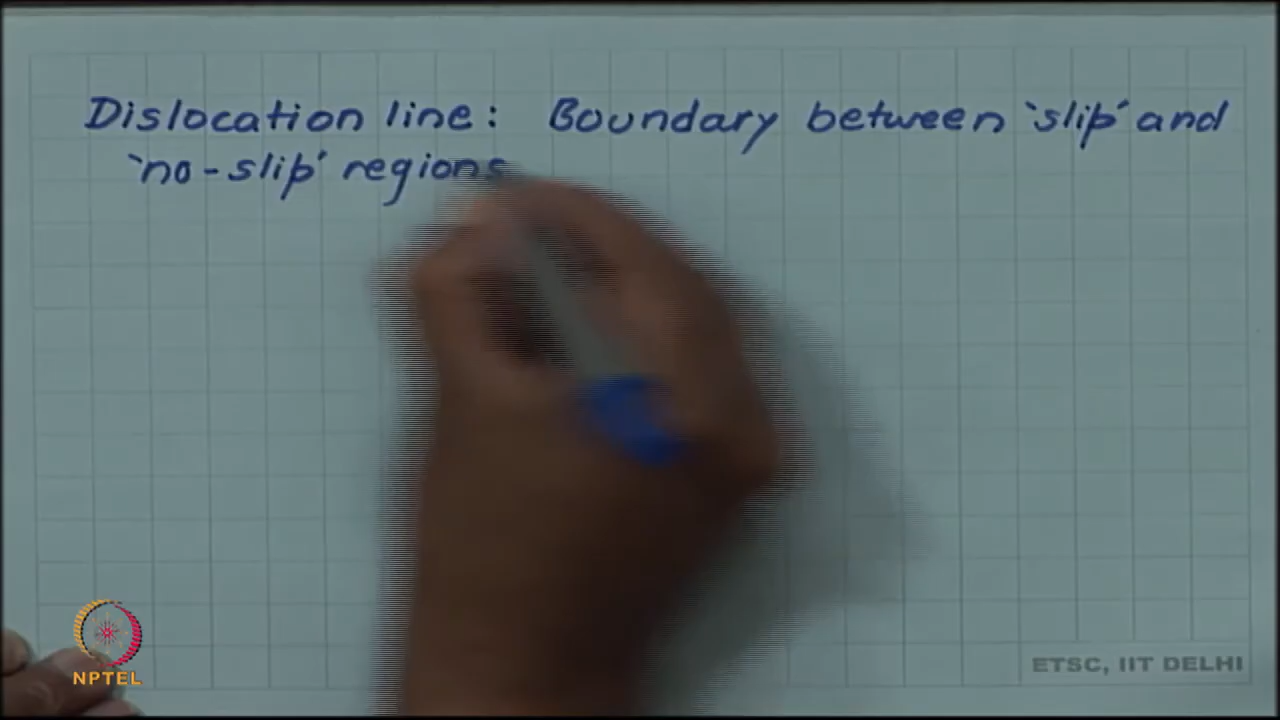 Dislocation line: Boundary between `slip´ and
`no-slip´ regions
NPTEL
ETSC, IIT DELHI